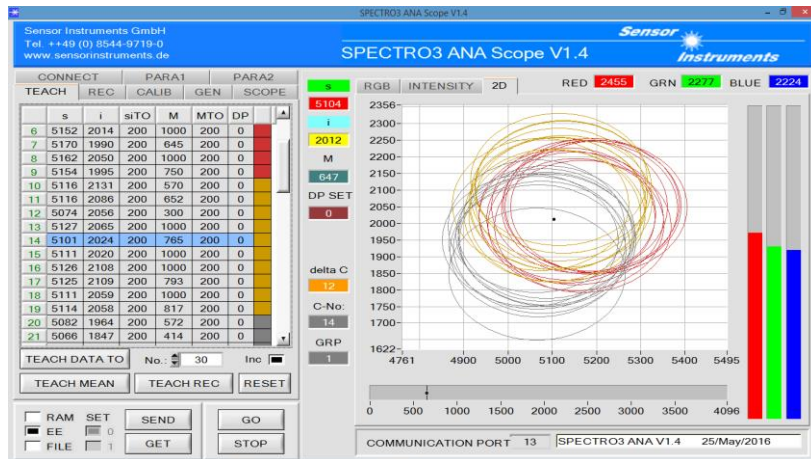 SPECTRO3 ANA Scope V1.4
Sensor Instruments GmbH
Tel. ++49 (0) 8544-9719-0
www.sensorinstruments.de
SPECTRO3 ANA Scope V1.4
Sensor
Instruments
CONNECT PARA1 PARA2
TEACH REC CALIB GEN SCOPE
s i siTO M MTO DP
6 5152 2014 200 1000 200 0
7 5170 1990 200 645 200 0
8 5162 2050 200 1000 200 0
9 5154 1995 200 750 200 0
10 5116 2131 200 570 200 0
11 5116 2086 200 652 200 0
12 5074 2056 200 300 200 0
13 5127 2065 200 1000 200 0
14 5101 2024 200 765 200 0
15 5111 2020 200 1000 200 0
16 5126 2108 200 1000 200 0
17 5125 2109 200 793 200 0
18 5111 2059 200 1000 200 0
19 5114 2058 200 817 200 0
20 5082 1964 200 572 200 0
21 5066 1847 200 414 200 0
TEACH DATA TO No.: 30 Inc
TEACH MEAN TEACH REC RESET
RAM SET
EE 0
FILE 1
SEND GO
GET STOP
s
5104
i
2012
M
647
DP SET
0
delta C
12
C-No:
14
GRP
1
RGB INTENSITY 2D
RED 2455 GRN 2277 BLUE 2224
2356
2300
2250
2200
2150
2100
2050
2000
1950
1900
1850
1800
1750
1700
1622
4761 4900 5000 5100 5200 5300 5400 5495
0 500 1000 1500 2000 2500 3000 3500 4096
COMMUNICATION PORT 13 SPECTRO3 ANA V1.4 25/May/2016